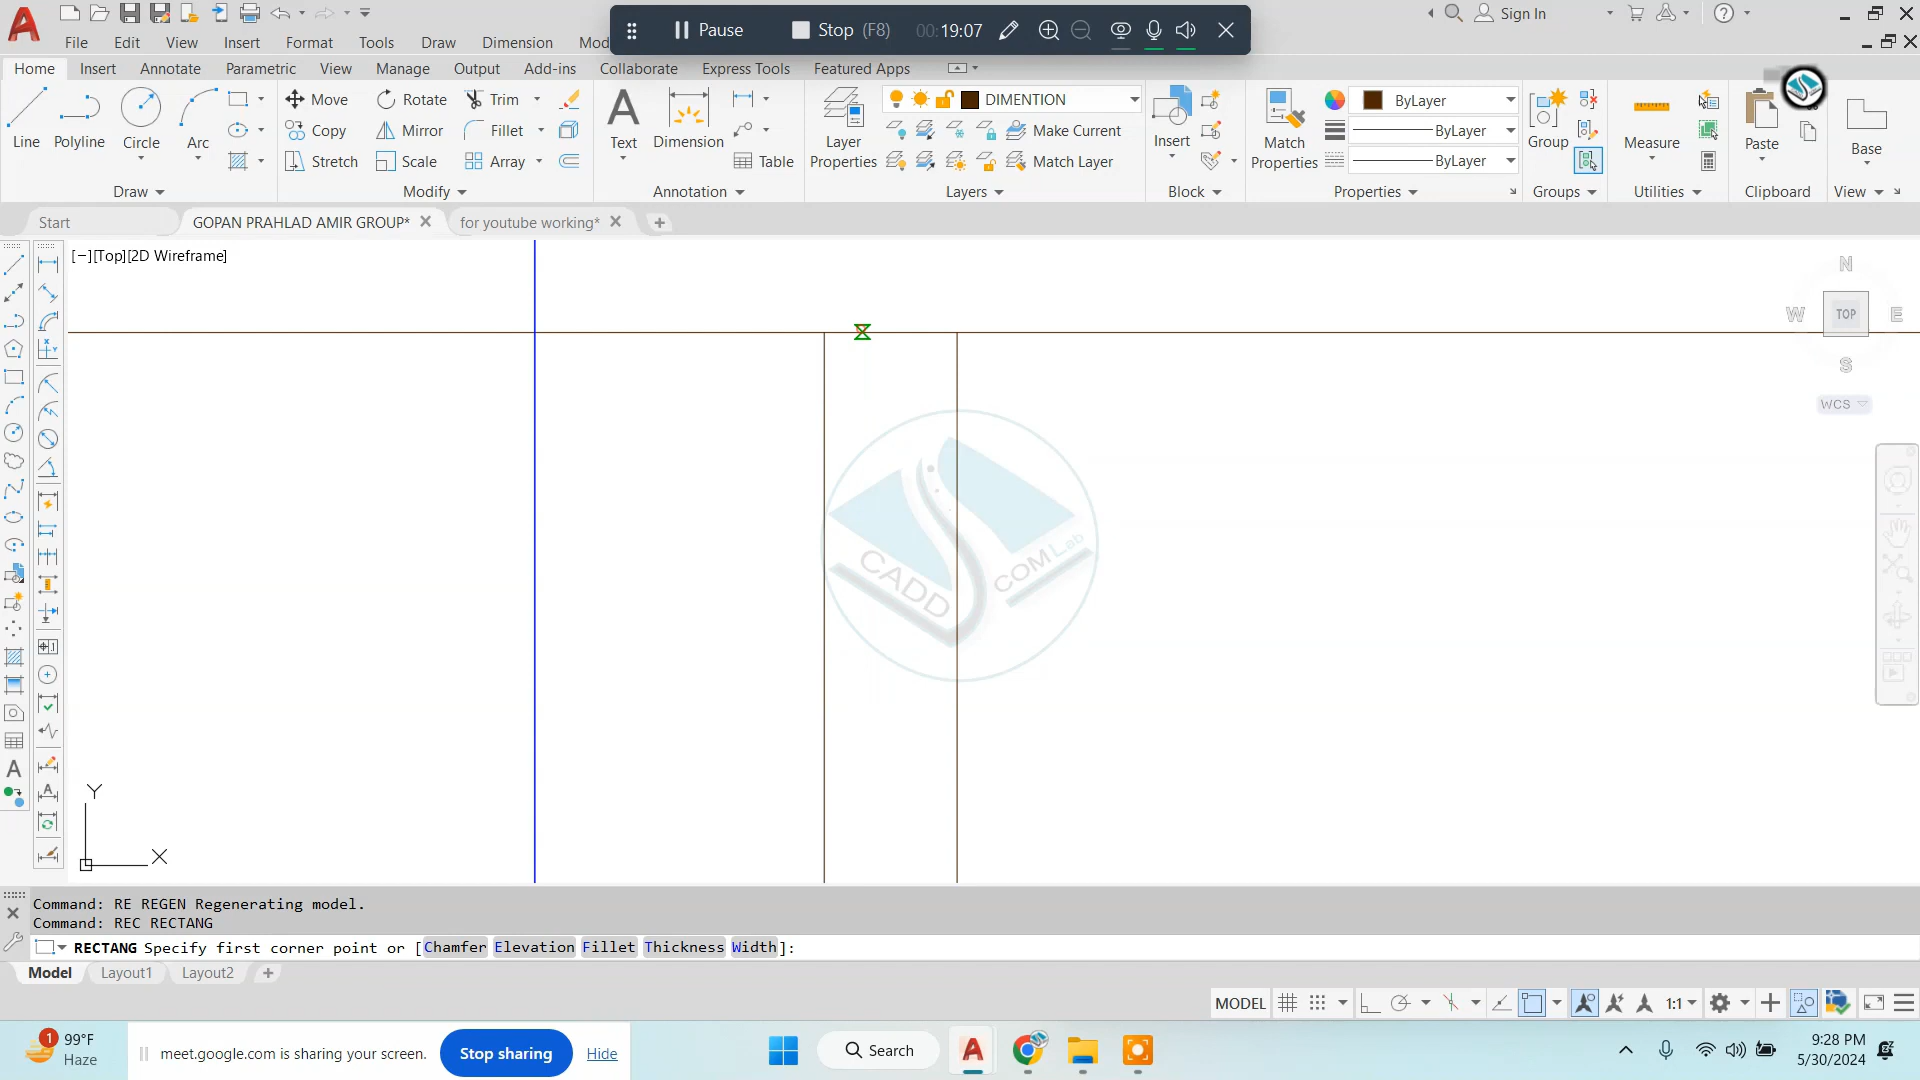 Pause
Stop (F8)
00:19:07
Sign In
File Edit View Insert Format Tools Draw Dimension Mod
Home Insert Annotate Parametric View Manage Output Add-ins Collaborate Express Tools Featured Apps
Line
Polyline
Circle
Arc
Draw
Move
Rotate
Trim
Copy
Mirror
Fillet
Stretch
Scale
Array
Modify
Text
Dimension
Table
Annotation
Layer
Properties
DIMENTION
Make Current
Match Layer
Layers
Insert
Block
Match
Properties
ByLayer
ByLayer
ByLayer
Properties
Group
Groups
Measure
Utilities
Paste
Clipboard
Base
View
Start
GOPAN PRAHLAD AMIR GROUP*
for youtube working*
[−][Top][2D Wireframe]
N
W
TOP
E
S
WCS
CADD
COM Lab
Y
X
Command: RE REGEN Regenerating model.
Command: REC RECTANG
RECTANG Specify first corner point or [Chamfer Elevation Fillet Thickness Width]:
Model Layout1 Layout2
MODEL
1:1
1
99°F
Haze
meet.google.com is sharing your screen.
Stop sharing
Hide
Search
9:28 PM
5/30/2024